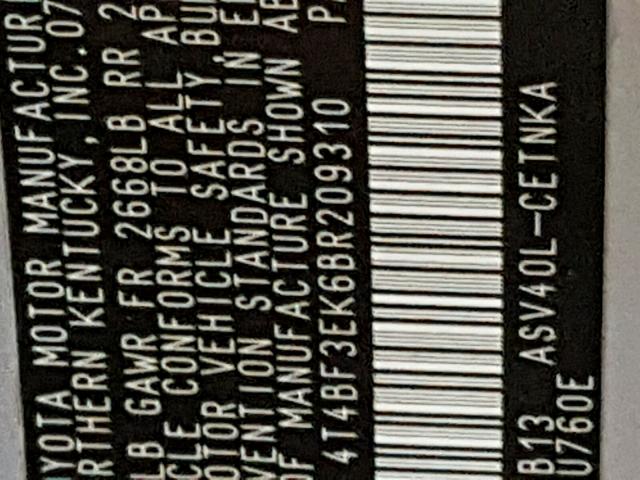 YOTA MOTOR MANUFACTUR
RTHERN KENTUCKY, INC. 07
LB GAWR FR 2668LB RR 2
CLE CONFORMS TO ALL AP
OTOR VEHICLE SAFETY, BU
VENTION STANDARDS IN E
OF MANUFACTURE SHOWN AB
4T4BF3EK6BR209310 P
B13 ASV40L-CETNKA
U760E